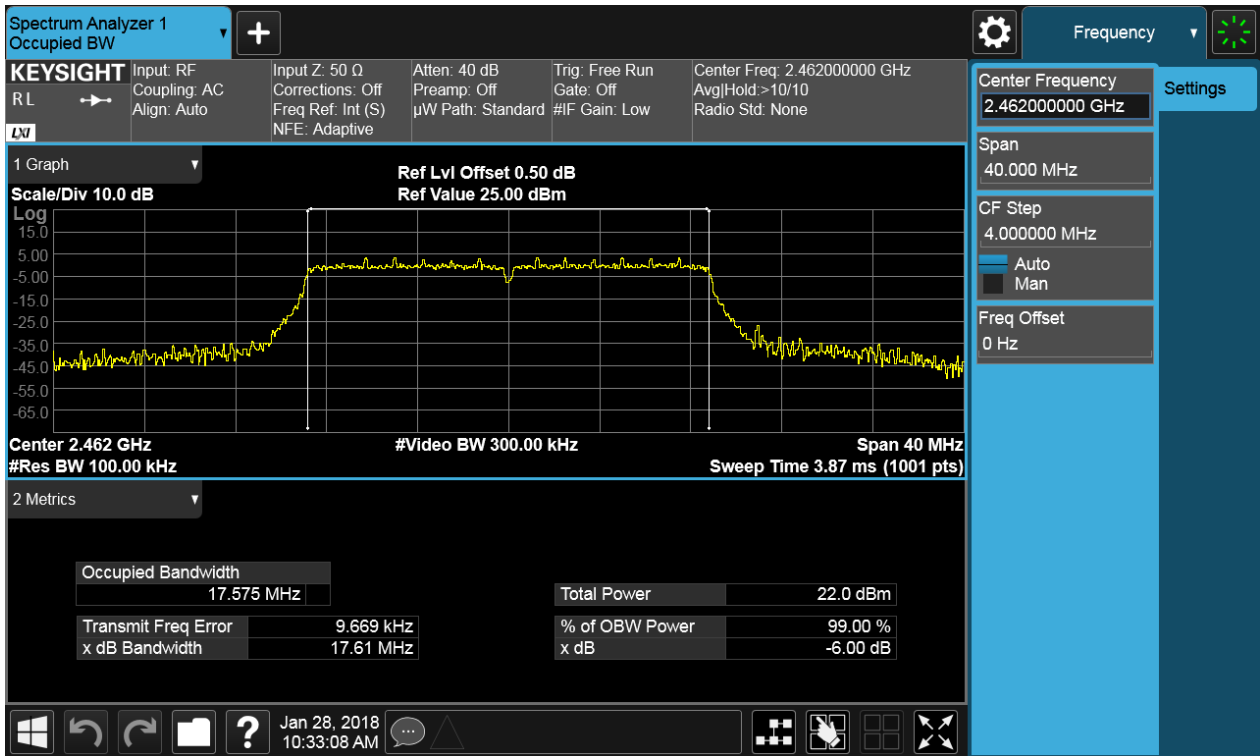 Spectrum Analyzer 1
Occupied BW
+
Frequency
KEYSIGHT
R L
LXI
Input: RF
Coupling: AC
Align: Auto
Input Z: 50 Ω
Corrections: Off
Freq Ref: Int (S)
NFE: Adaptive
Atten: 40 dB
Preamp: Off
µW Path: Standard
Trig: Free Run
Gate: Off
#IF Gain: Low
Center Freq: 2.462000000 GHz
Avg|Hold:>10/10
Radio Std: None
Center Frequency
2.462000000 GHz
Settings
Span
40.000 MHz
CF Step
4.000000 MHz
Auto
Man
Freq Offset
0 Hz
1 Graph
Scale/Div 10.0 dB
Ref Lvl Offset 0.50 dB
Ref Value 25.00 dBm
Log
15.0
5.00
-5.00
-15.0
-25.0
-35.0
-45.0
-55.0
-65.0
Center 2.462 GHz
#Video BW 300.00 kHz
Span 40 MHz
#Res BW 100.00 kHz
Sweep Time 3.87 ms (1001 pts)
2 Metrics
Occupied Bandwidth
17.575 MHz
Total Power 22.0 dBm
Transmit Freq Error 9.669 kHz
% of OBW Power 99.00 %
x dB Bandwidth 17.61 MHz
x dB -6.00 dB
?
Jan 28, 2018
10:33:08 AM